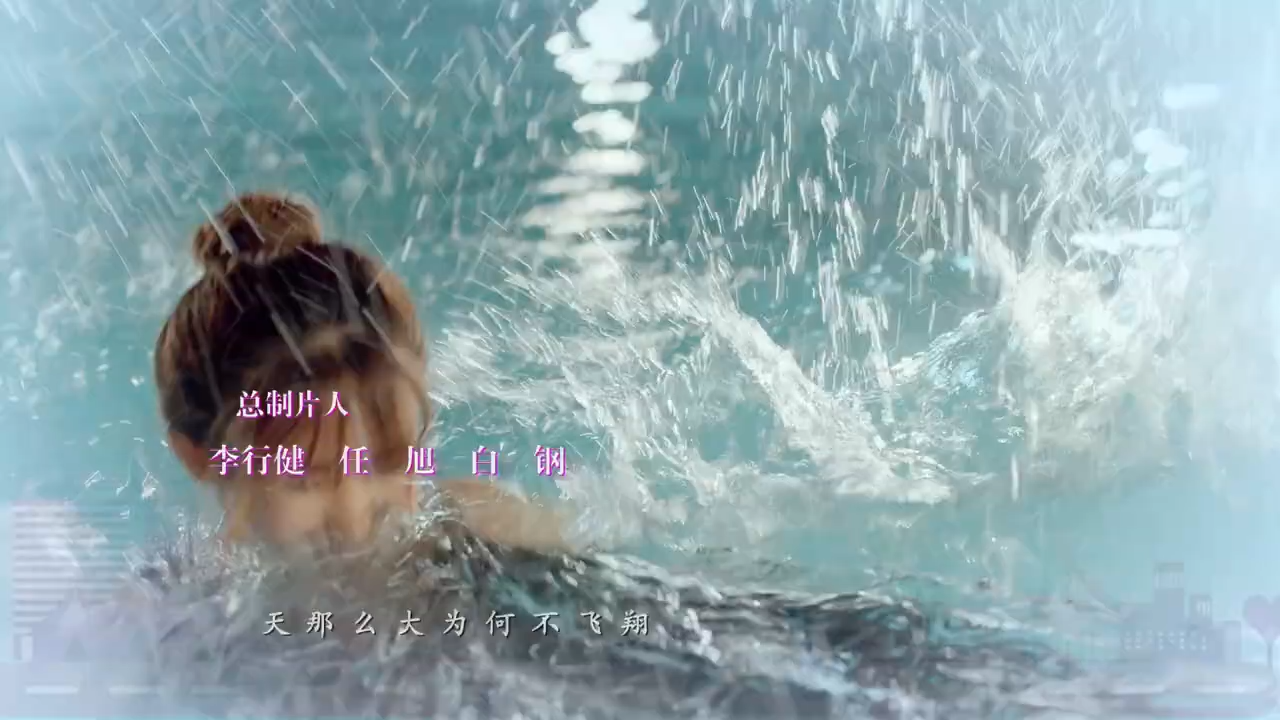 总制片人
李行健 任 旭 白 钢
天那么大为何不飞翔